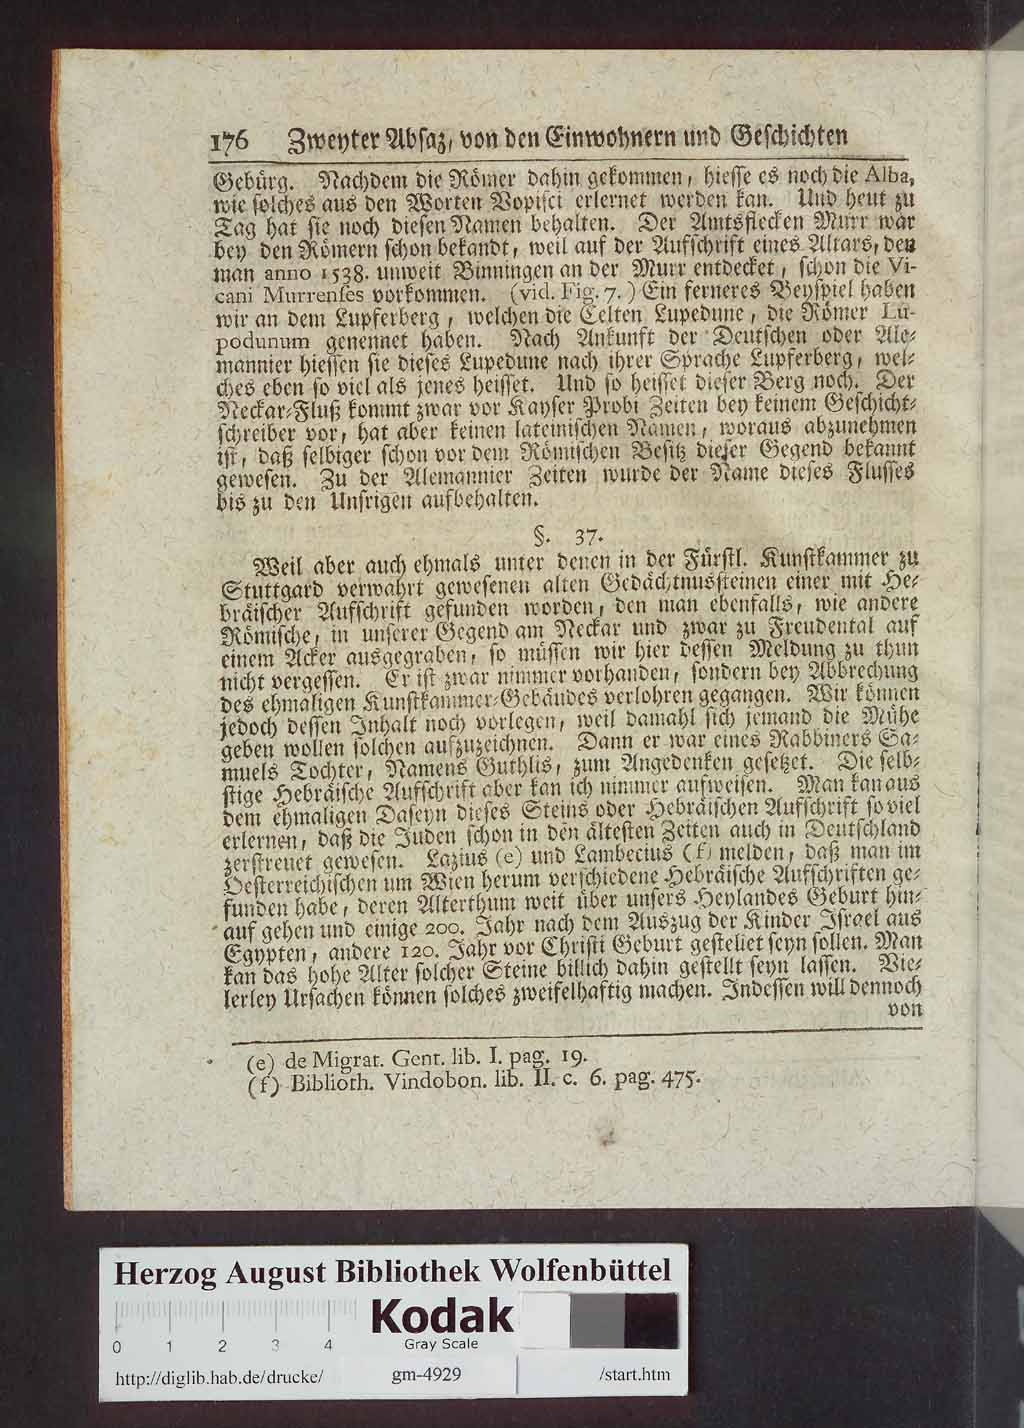 176 Zweyter Absaz, von den Einwohnern und Geschichten
Gebürg. Nachdem die Römer dahin gekommen, hiesse es noch die Alba,
wie solches aus den Worten Vopisci erlernet werden kan. Und heut zu
Tag hat sie noch diesen Namen behalten. Der Amtsflecken Murr war
bey den Römern schon bekandt, weil auf der Aufschrift eines Altars, den
man anno 1538. unweit Binningen an der Murr entdecket, schon die Vi-
cani Murrenses vorkommen. (vid. Fig. 7.) Ein ferneres Beyspiel haben
wir an dem Lupferberg, welchen die Celten Lupedune, die Römer Lu-
podunum genennet haben. Nach Ankunft der Deutschen oder Ale-
mannier hiessen sie dieses Lupedune nach ihrer Sprache Lupferberg, wel-
ches eben so viel als jenes heisset. Und so heisset dieser Berg noch. Der
Neckar-Fluß kommt zwar vor Kayser Probi Zeiten bey keinem Geschicht-
schreiber vor, hat aber keinen lateinischen Namen, woraus abzunehmen
ist, daß selbiger schon vor dem Römischen Besitz dieser Gegend bekannt
gewesen. Zu der Alemannier Zeiten wurde der Name dieses Flusses
bis zu den Unsrigen aufbehalten.
§. 37.
Weil aber auch ehmals unter denen in der Fürstl. Kunstkammer zu
Stuttgard verwahrt gewesenen alten Gedächtnussteinen einer mit He-
bräischer Aufschrift gefunden worden, den man ebenfalls, wie andere
Römische, in unserer Gegend am Neckar und zwar zu Freudental auf
einem Acker ausgegraben, so müssen wir hier dessen Meldung zu thun
nicht vergessen. Er ist zwar nimmer vorhanden, sondern bey Abbrechung
des ehmaligen Kunstkammer-Gebäudes verlohren gegangen. Wir können
jedoch dessen Inhalt noch vorlegen, weil damahl sich jemand die Mühe
geben wollen solchen aufzuzeichnen. Dann er war eines Rabbiners Sa-
muels Tochter, Namens Guthlis, zum Angedenken gesetzet. Die selb-
stige Hebräische Aufschrift aber kan ich nimmer aufweisen. Man kan aus
dem ehmaligen Daseyn dieses Steins oder Hebräischen Aufschrift so viel
erlernen, daß die Juden schon in den ältesten Zeiten auch in Deutschland
zerstreuet gewesen. Lazius (e) und Lambecius (f) melden, daß man im
Oesterreichischen um Wien herum verschiedene Hebräische Aufschriften ge-
funden habe, deren Alterthum weit über unsers Heylandes Geburt hin-
auf gehen und einige 200. Jahr nach dem Auszug der Kinder Israel aus
Egypten, andere 120. Jahr vor Christi Geburt gestellet seyn sollen. Man
kan das hohe Alter solcher Steine billich dahin gestellt seyn lassen. Vie-
lerley Ursachen können solches zweifelhaftig machen. Indessen will dennoch
von
(e) de Migrat. Gent. lib. I. pag. 19.
(f) Biblioth. Vindobon. lib. II. c. 6. pag. 475.
Herzog August Bibliothek Wolfenbüttel
Kodak
Gray Scale
0 1 2 3 4
http://diglib.hab.de/drucke/ gm-4929 /start.htm